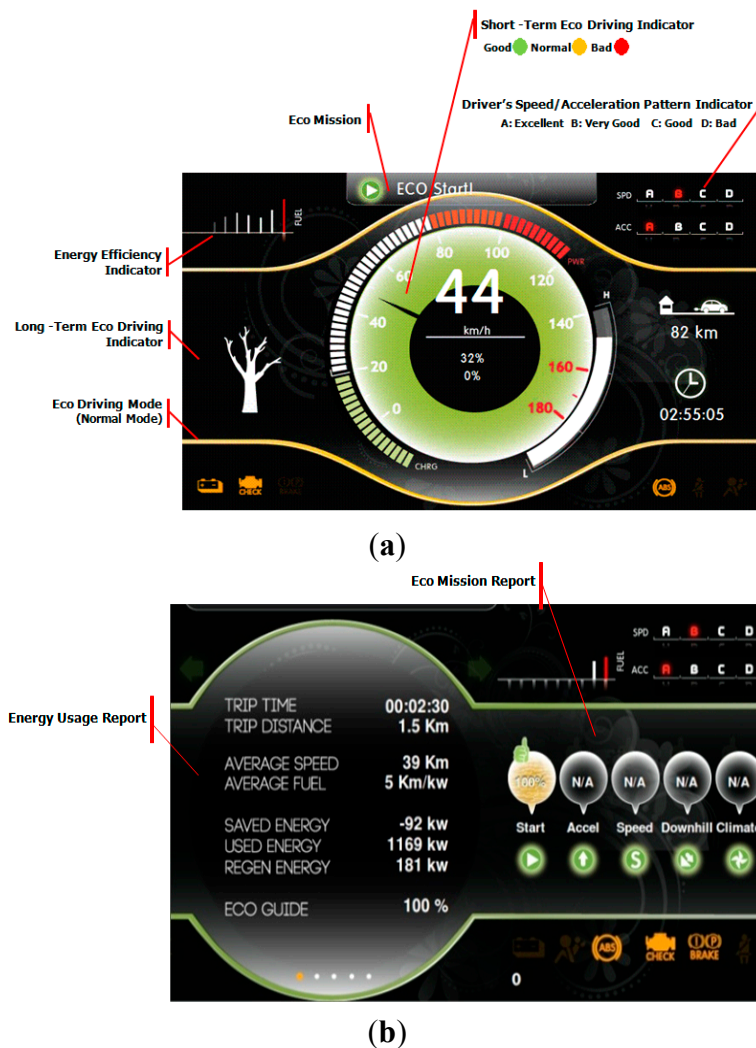 Short -Term Eco Driving Indicator
Good Normal Bad
Driver's Speed/Acceleration Pattern Indicator
A: Excellent B: Very Good C: Good D: Bad
Eco Mission
ECO Start!
SPD A B C D
ACC A B C D
FUEL
Energy Efficiency
Indicator
Long -Term Eco Driving
Indicator
Eco Driving Mode
(Normal Mode)
0
20
40
60
80
100
120
140
160
180
PWR
CHRG
H
L
44
km/h
32%
0%
82 km
02:55:05
CHECK
BRAKE
ABS
(a)
Eco Mission Report
SPD A B C D
ACC A B C D
FUEL
Energy Usage Report
TRIP TIME 00:02:30
TRIP DISTANCE 1.5 Km
AVERAGE SPEED 39 Km
AVERAGE FUEL 5 Km/kw
SAVED ENERGY -92 kw
USED ENERGY 1169 kw
REGEN ENERGY 181 kw
ECO GUIDE 100 %
100% N/A N/A N/A N/A
Start Accel Speed Downhill Climate
S
ABS
CHECK
(!)(P)
BRAKE
0
(b)